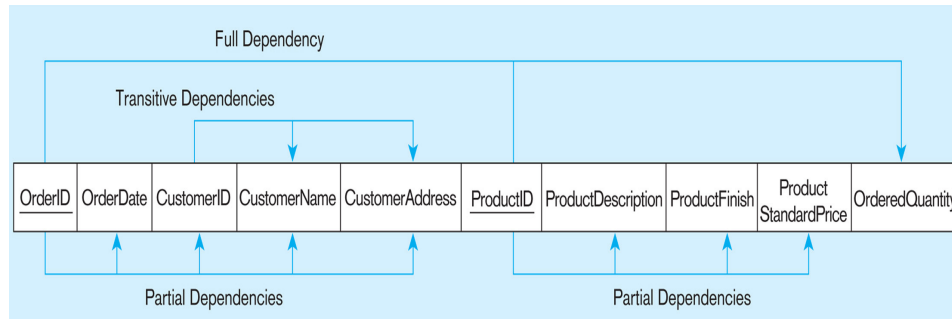 Full Dependency
Transitive Dependencies
OrderID OrderDate CustomerID CustomerName CustomerAddress ProductID ProductDescription ProductFinish Product StandardPrice OrderedQuantity
Partial Dependencies Partial Dependencies